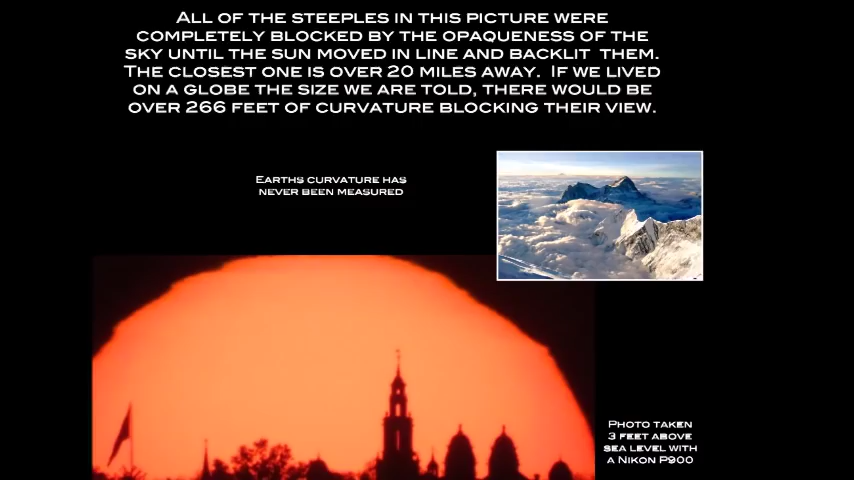 ALL OF THE STEEPLES IN THIS PICTURE WERE
COMPLETELY BLOCKED BY THE OPAQUENESS OF THE
SKY UNTIL THE SUN MOVED IN LINE AND BACKLIT THEM.
THE CLOSEST ONE IS OVER 20 MILES AWAY. IF WE LIVED
ON A GLOBE THE SIZE WE ARE TOLD, THERE WOULD BE
OVER 266 FEET OF CURVATURE BLOCKING THEIR VIEW.
EARTHS CURVATURE HAS
NEVER BEEN MEASURED
PHOTO TAKEN
3 FEET ABOVE
SEA LEVEL WITH
A NIKON P900